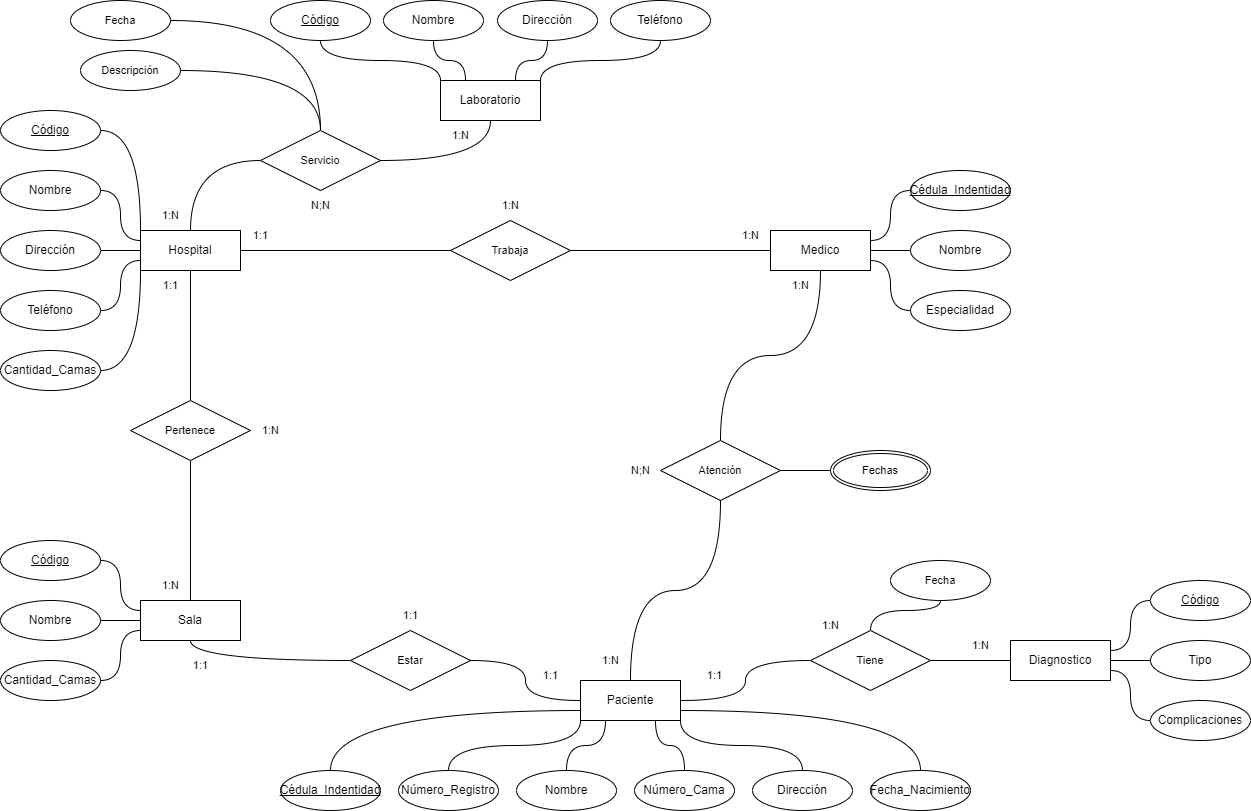 Fecha
Código
Nombre
Dirección
Teléfono
Descripción
Laboratorio
Código
1:N
Servicio
Nombre
Cédula_Indentidad
N;N
1:N
1:N
1:1
1:N
Dirección
Hospital
Trabaja
Medico
Nombre
1:1
1:N
Teléfono
Especialidad
Cantidad_Camas
Pertenece
1:N
N;N
Atención
Fechas
Código
1:N
Fecha
Código
Nombre
Sala
1:1
1:N
1:N
1:1
Estar
1:N
Tiene
Diagnostico
Tipo
Cantidad_Camas
1:1
1:1
Paciente
Complicaciones
Cédula_Indentidad
Número_Registro
Nombre
Número_Cama
Dirección
Fecha_Nacimiento